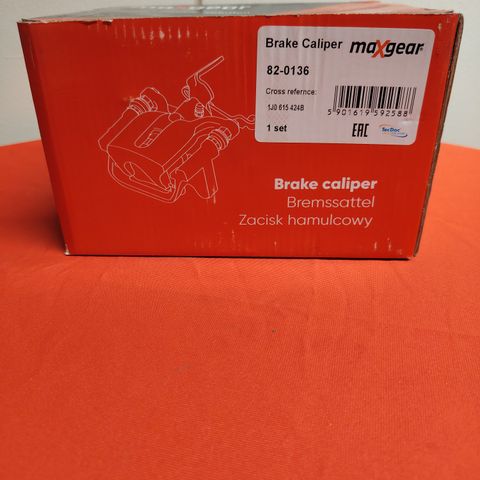 maxgear
Brake Caliper maXgear
82-0136
Cross refernce:
1J0 615 424B
5 901619 592588
1 set
EAC
TecDoc
Brake caliper
Bremssattel
Zacisk hamulcowy